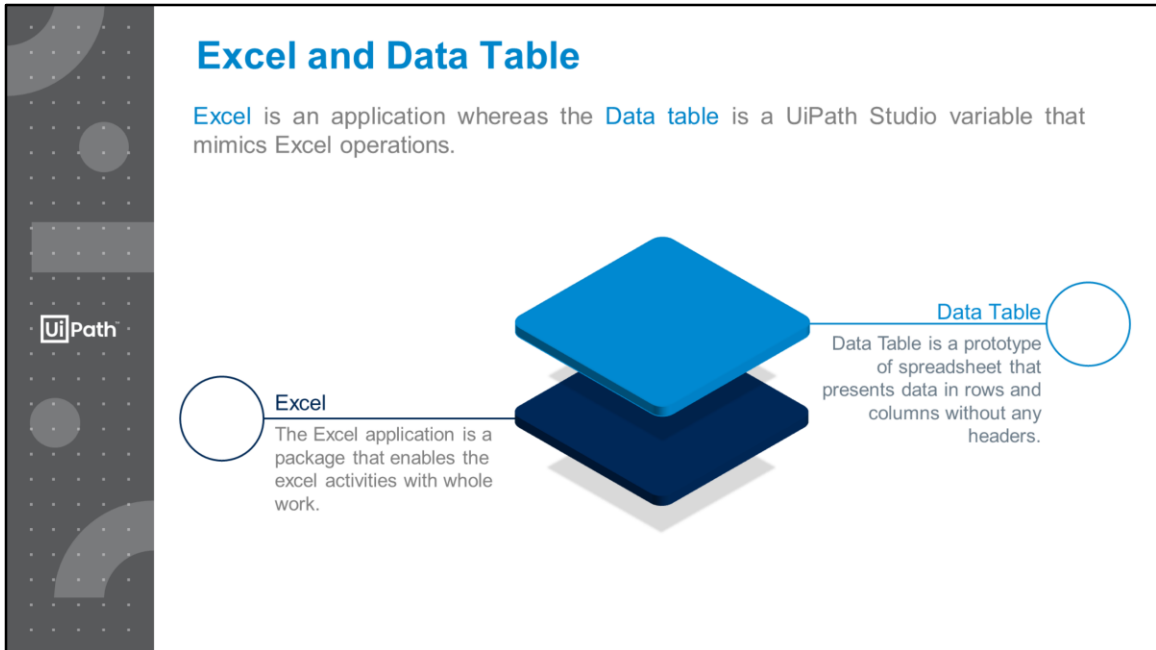 Excel and Data Table
Excel is an application whereas the Data table is a UiPath Studio variable that
mimics Excel operations.
UiPath
Data Table
Data Table is a prototype
of spreadsheet that
presents data in rows and
columns without any
headers.
Excel
The Excel application is a
package that enables the
excel activities with whole
work.